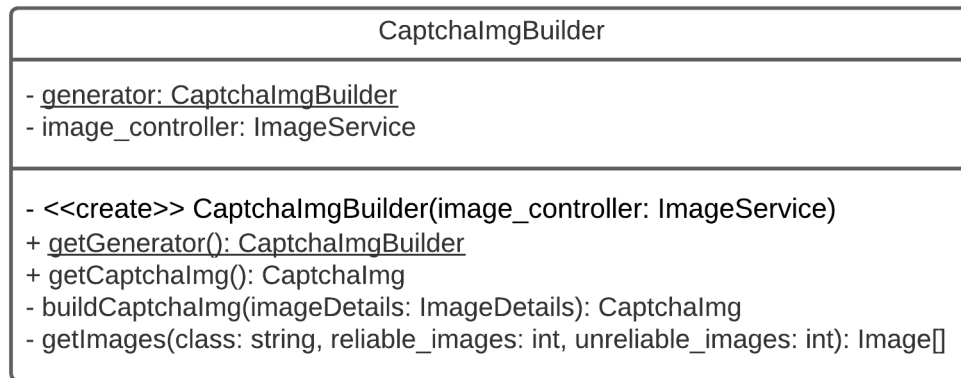 CaptchaImgBuilder
- generator: CaptchaImgBuilder
- image_controller: ImageService
- <<create>> CaptchaImgBuilder(image_controller: ImageService)
+ getGenerator(): CaptchaImgBuilder
+ getCaptchaImg(): CaptchaImg
- buildCaptchaImg(imageDetails: ImageDetails): CaptchaImg
- getImages(class: string, reliable_images: int, unreliable_images: int): Image[]